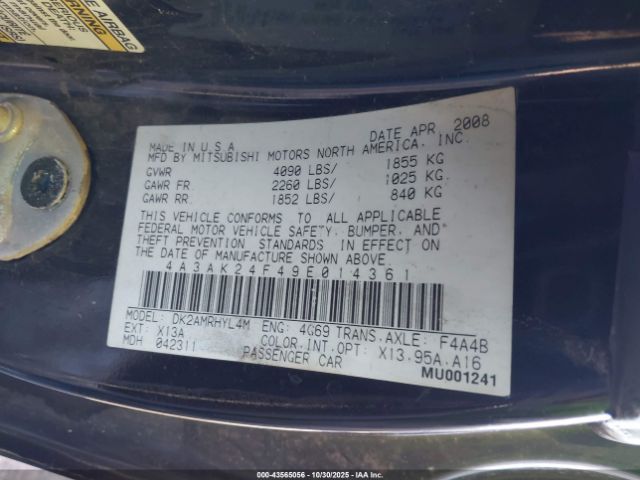 E AIRBAG
WARNING
MADE IN U.S.A DATE APR. 2008
MFD BY MITSUBISHI MOTORS NORTH AMERICA, INC.
GVWR 4090 LBS/ 1855 KG
GAWR FR. 2260 LBS/ 1025 KG.
GAWR RR. 1852 LBS/ 840 KG
THIS VEHICLE CONFORMS TO ALL APPLICABLE
FEDERAL MOTOR VEHICLE SAFETY, BUMPER, AND
THEFT PREVENTION STANDARDS IN EFFECT ON
THE DATE OF MANUFACTURE SHOWN ABOVE.
4A3AK24F49E014361
MODEL: DK2AMRHYL4M ENG: 4G69 TRANS.AXLE: F4A4B
EXT: X13A COLOR.INT.OPT: X13.95A.A16
MDH 042311 PASSENGER CAR
MU001241
000-43565056 - 10/30/2025 - IAAI.com